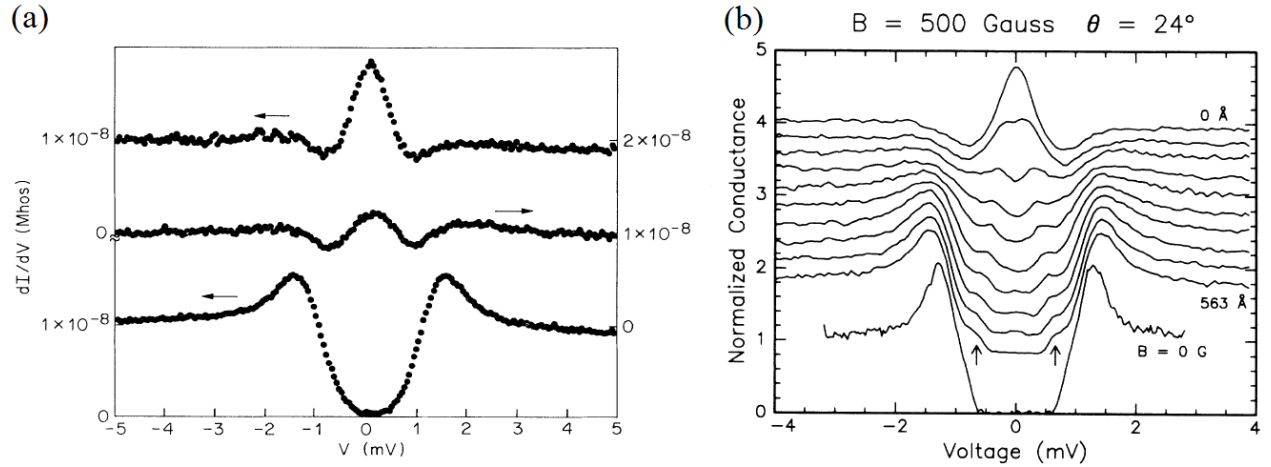 (a)
1×10⁻⁸
0
1×10⁻⁸
0
2×10⁻⁸
1×10⁻⁸
0
dI/dV (Mhos)
-5 -4 -3 -2 -1 0 1 2 3 4 5
V (mV)
(b)
B = 500 Gauss θ = 24°
5
4
3
2
1
0
Normalized Conductance
0 Å
563 Å
B = 0 G
-4 -2 0 2 4
Voltage (mV)